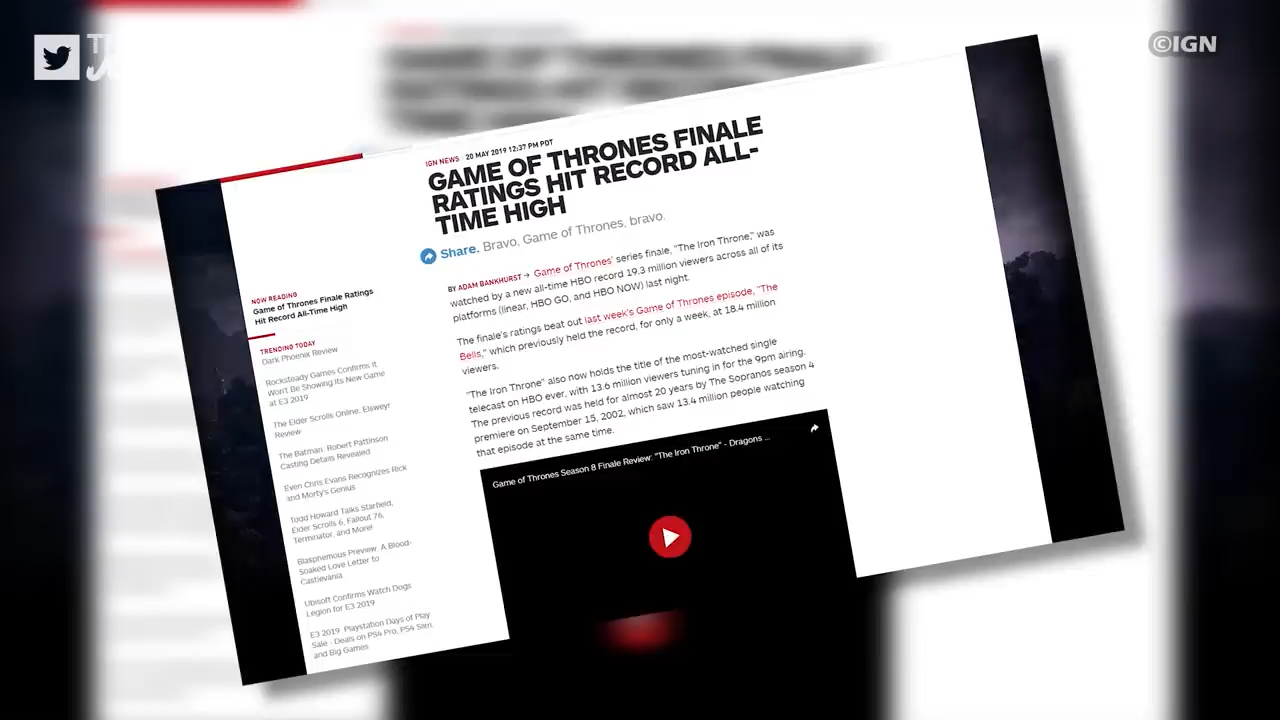 ©IGN
IGN NEWS 20 MAY 2019 12:37 PM PDT
GAME OF THRONES FINALE
RATINGS HIT RECORD ALL-
TIME HIGH
Share. Bravo, Game of Thrones, bravo.
BY ADAM BANKHURST → Game of Thrones' series finale, "The Iron Throne," was
watched by a new all-time HBO record 19.3 million viewers across all of its
platforms (linear, HBO GO, and HBO NOW) last night.
The finale's ratings beat out last week's Game of Thrones episode, "The
Bells," which previously held the record, for only a week, at 18.4 million
viewers.
"The Iron Throne" also now holds the title of the most-watched single
telecast on HBO ever, with 13.6 million viewers tuning in for the 9pm airing.
The previous record was held for almost 20 years by The Sopranos season 4
premiere on September 15, 2002, which saw 13.4 million people watching
that episode at the same time.
Game of Thrones Season 8 Finale Review: "The Iron Throne" - Dragons ...
NOW READING
Game of Thrones Finale Ratings
Hit Record All-Time High
TRENDING TODAY
Dark Phoenix Review
Rocksteady Games Confirms It
Won't Be Showing Its New Game
at E3 2019
The Elder Scrolls Online: Elsweyr
Review
The Batman: Robert Pattinson
Casting Details Revealed
Even Chris Evans Recognizes Rick
and Morty's Genius
Todd Howard Talks Starfield,
Elder Scrolls 6, Fallout 76,
Terminator, and More!
Blasphemous Preview: A Blood-
Soaked Love Letter to
Castlevania
Ubisoft Confirms Watch Dogs
Legion for E3 2019
E3 2019: Playstation Days of Play
Sale - Deals on PS4 Pro, PS4 Slim,
and Big Games